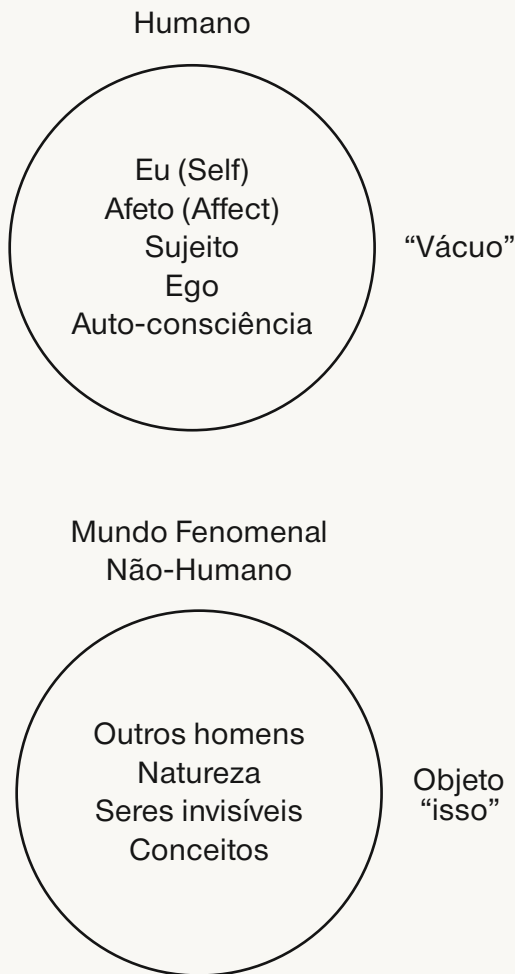 Humano
Eu (Self)
Afeto (Affect)
Sujeito
Ego
Auto-consciência
“Vácuo”
Mundo Fenomenal
Não-Humano
Outros homens
Natureza
Seres invisíveis
Conceitos
Objeto
“isso”